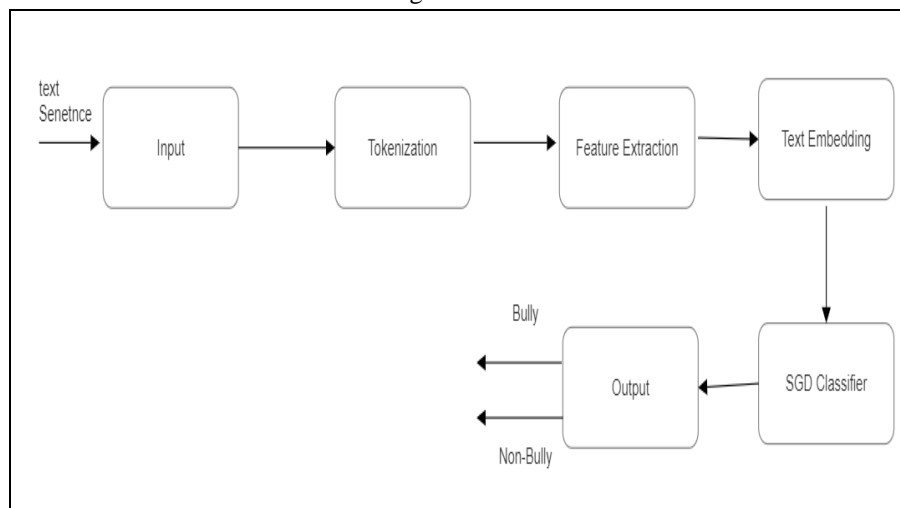 text
Senetnce
Input
Tokenization
Feature Extraction
Text Embedding
SGD Classifier
Output
Bully
Non-Bully